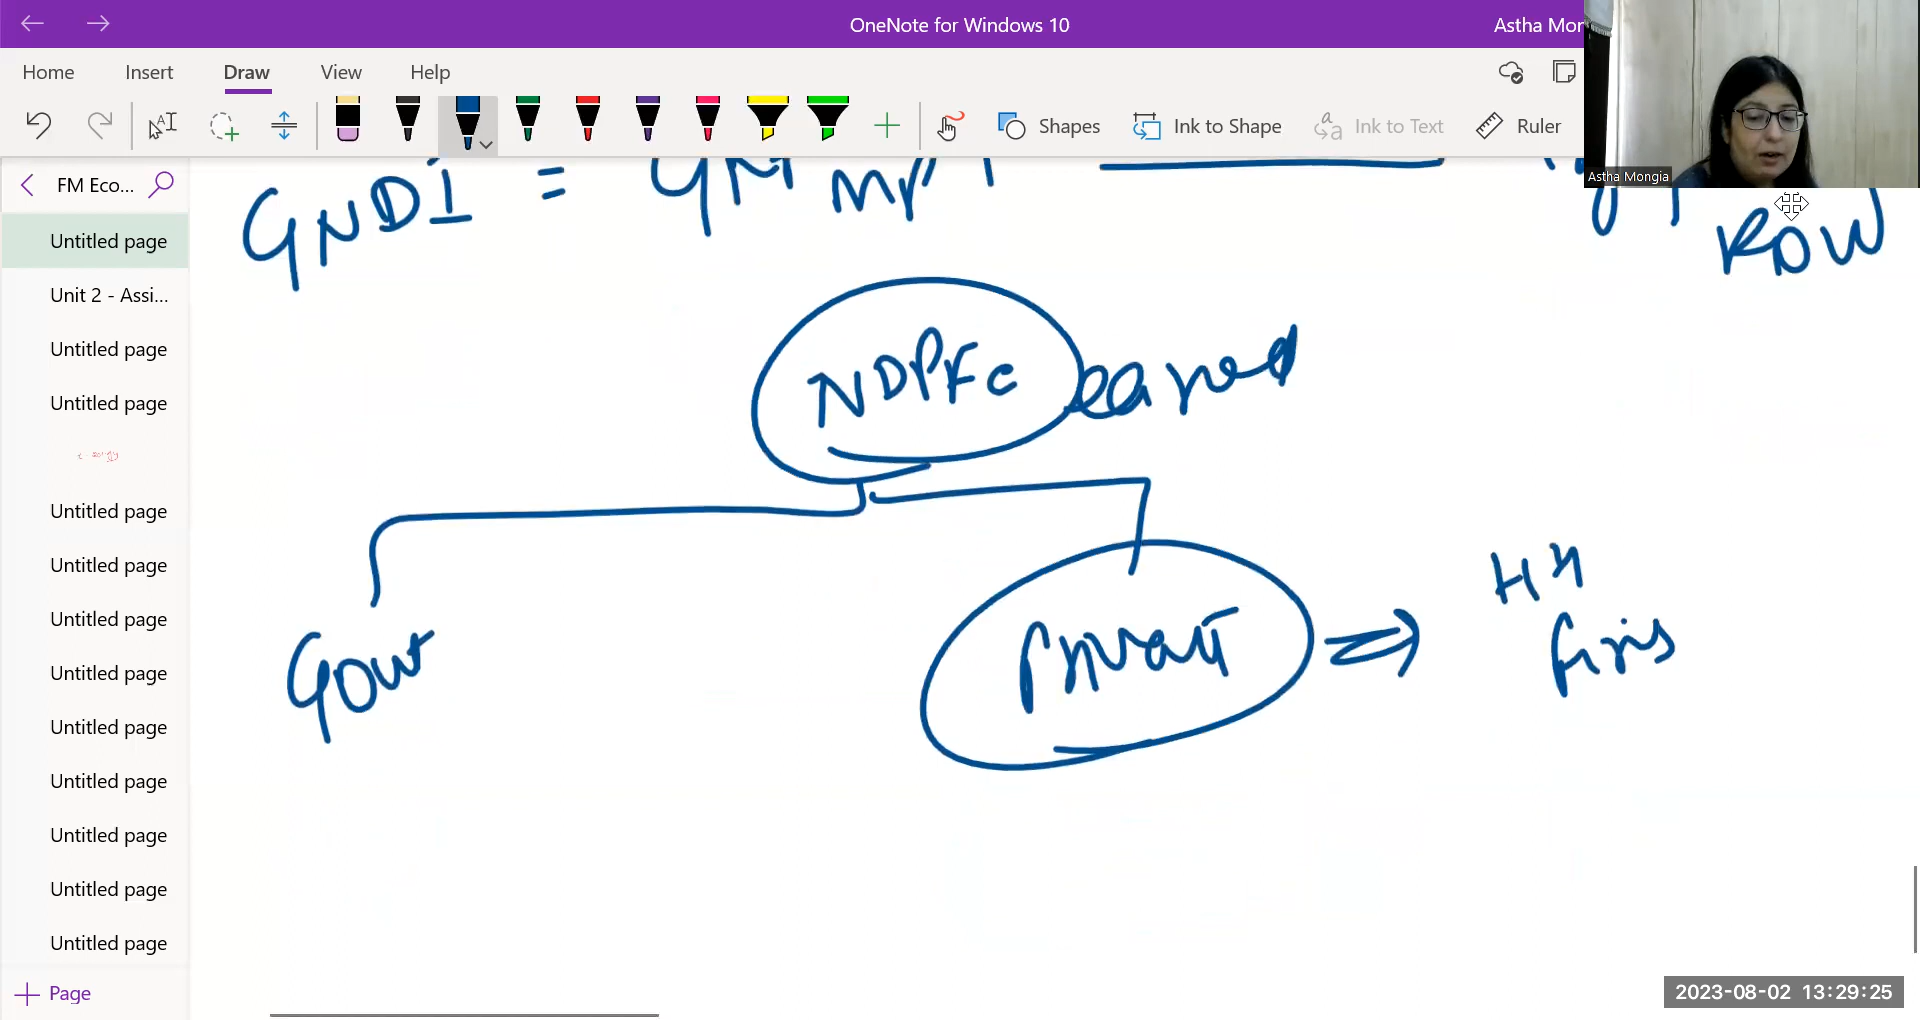 OneNote for Windows 10
Astha Mon
Home Insert Draw View Help
Shapes Ink to Shape Ink to Text Ruler
Astha Mongia
FM Eco...
Untitled page
Unit 2 - Assi...
Untitled page
Untitled page
Untitled page
Untitled page
Untitled page
Untitled page
Untitled page
Untitled page
Untitled page
Untitled page
Untitled page
Page
GNDI = GNP MP +
ROW
NDPFc earned
Govt
Private ⇒
HH
firms
2023-08-02 13:29:25